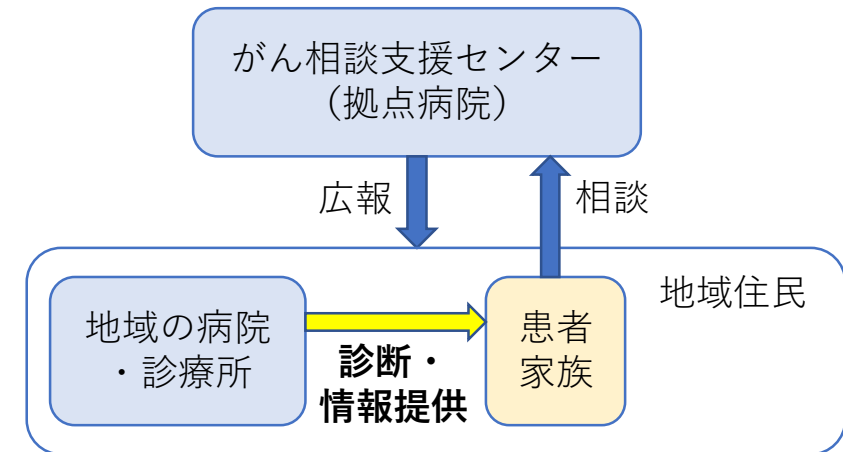 がん相談支援センター
（拠点病院）
広報
相談
地域住民
地域の病院
・診療所
診断・
情報提供
患者
家族